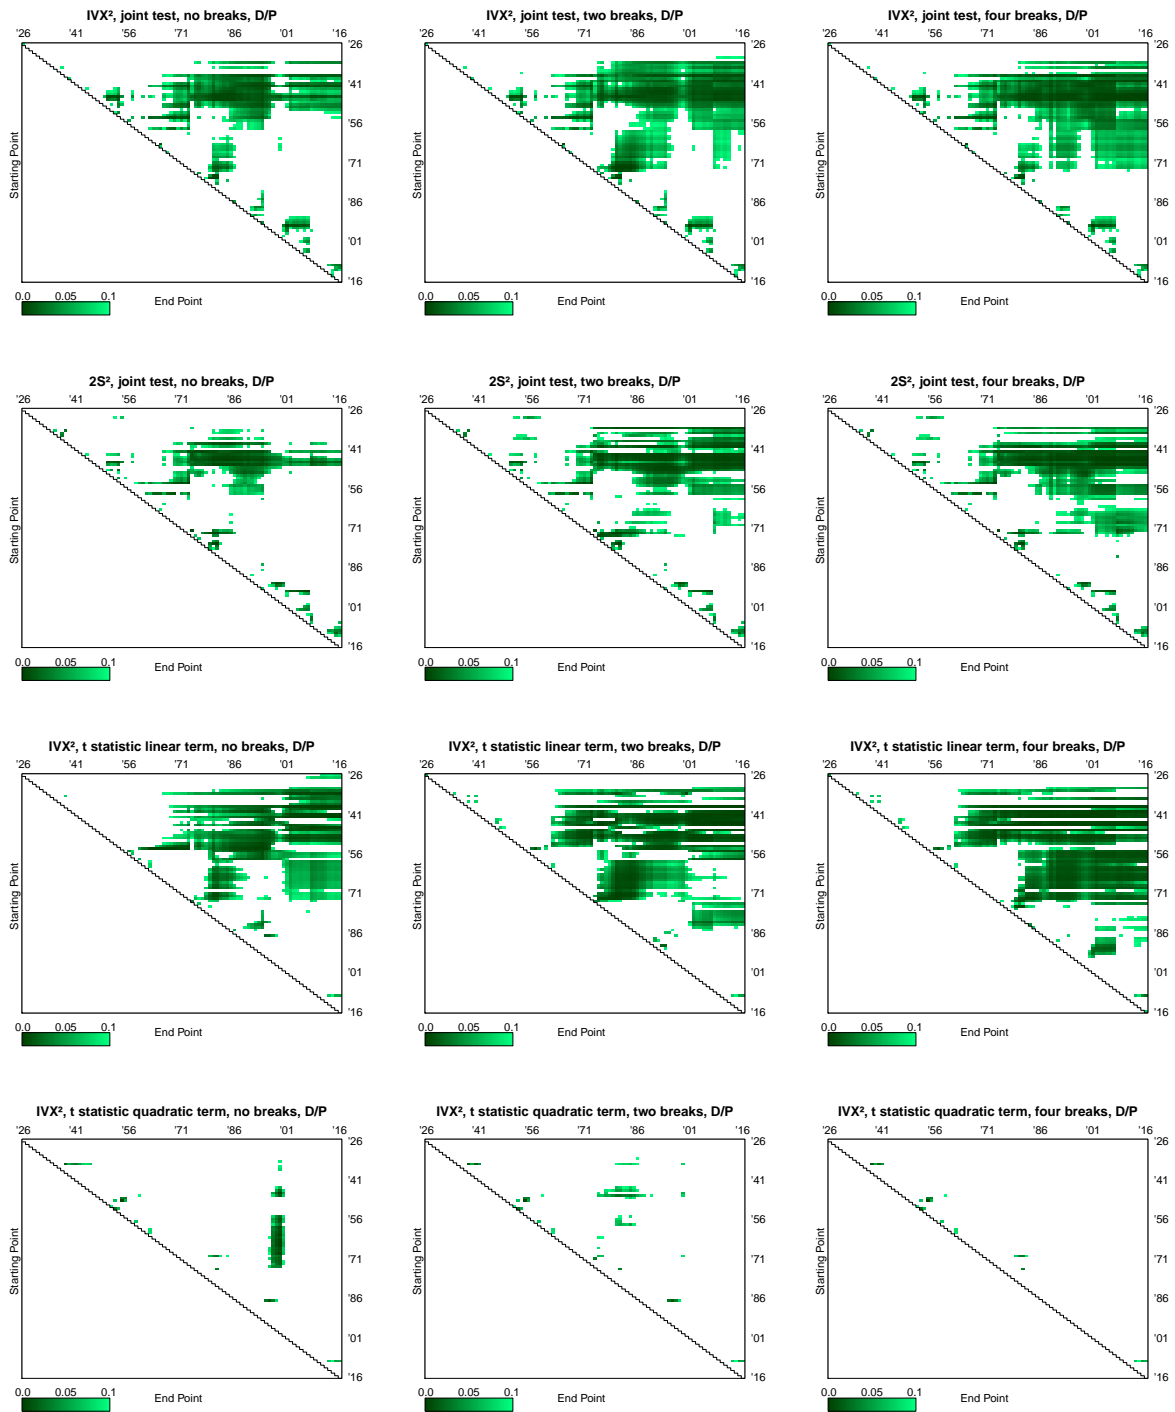 IVX², joint test, no breaks, D/P
'26 '41 '56 '71 '86 '01 '16
'26
'41
'56
'71
'86
'01
'16
Starting Point
End Point
0.0 0.05 0.1
IVX², joint test, two breaks, D/P
'26 '41 '56 '71 '86 '01 '16
'26
'41
'56
'71
'86
'01
'16
Starting Point
End Point
0.0 0.05 0.1
IVX², joint test, four breaks, D/P
'26 '41 '56 '71 '86 '01 '16
'26
'41
'56
'71
'86
'01
'16
Starting Point
End Point
0.0 0.05 0.1
2S², joint test, no breaks, D/P
'26 '41 '56 '71 '86 '01 '16
'26
'41
'56
'71
'86
'01
'16
Starting Point
End Point
0.0 0.05 0.1
2S², joint test, two breaks, D/P
'26 '41 '56 '71 '86 '01 '16
'26
'41
'56
'71
'86
'01
'16
Starting Point
End Point
0.0 0.05 0.1
2S², joint test, four breaks, D/P
'26 '41 '56 '71 '86 '01 '16
'26
'41
'56
'71
'86
'01
'16
Starting Point
End Point
0.0 0.05 0.1
IVX², t statistic linear term, no breaks, D/P
'26 '41 '56 '71 '86 '01 '16
'26
'41
'56
'71
'86
'01
'16
Starting Point
End Point
0.0 0.05 0.1
IVX², t statistic linear term, two breaks, D/P
'26 '41 '56 '71 '86 '01 '16
'26
'41
'56
'71
'86
'01
'16
Starting Point
End Point
0.0 0.05 0.1
IVX², t statistic linear term, four breaks, D/P
'26 '41 '56 '71 '86 '01 '16
'26
'41
'56
'71
'86
'01
'16
Starting Point
End Point
0.0 0.05 0.1
IVX², t statistic quadratic term, no breaks, D/P
'26 '41 '56 '71 '86 '01 '16
'26
'41
'56
'71
'86
'01
'16
Starting Point
End Point
0.0 0.05 0.1
IVX², t statistic quadratic term, two breaks, D/P
'26 '41 '56 '71 '86 '01 '16
'26
'41
'56
'71
'86
'01
'16
Starting Point
End Point
0.0 0.05 0.1
IVX², t statistic quadratic term, four breaks, D/P
'26 '41 '56 '71 '86 '01 '16
'26
'41
'56
'71
'86
'01
'16
Starting Point
End Point
0.0 0.05 0.1